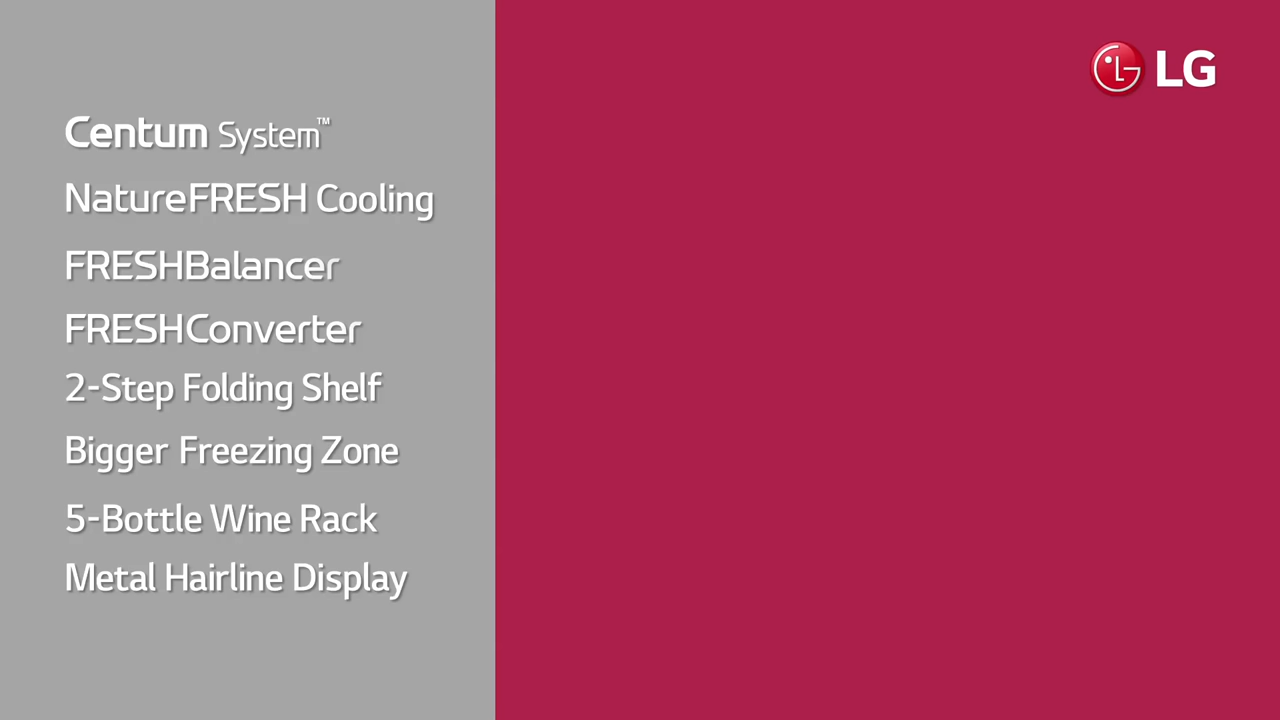 LG
Centum System™
NatureFRESH Cooling
FRESHBalancer
FRESHConverter
2-Step Folding Shelf
Bigger Freezing Zone
5-Bottle Wine Rack
Metal Hairline Display